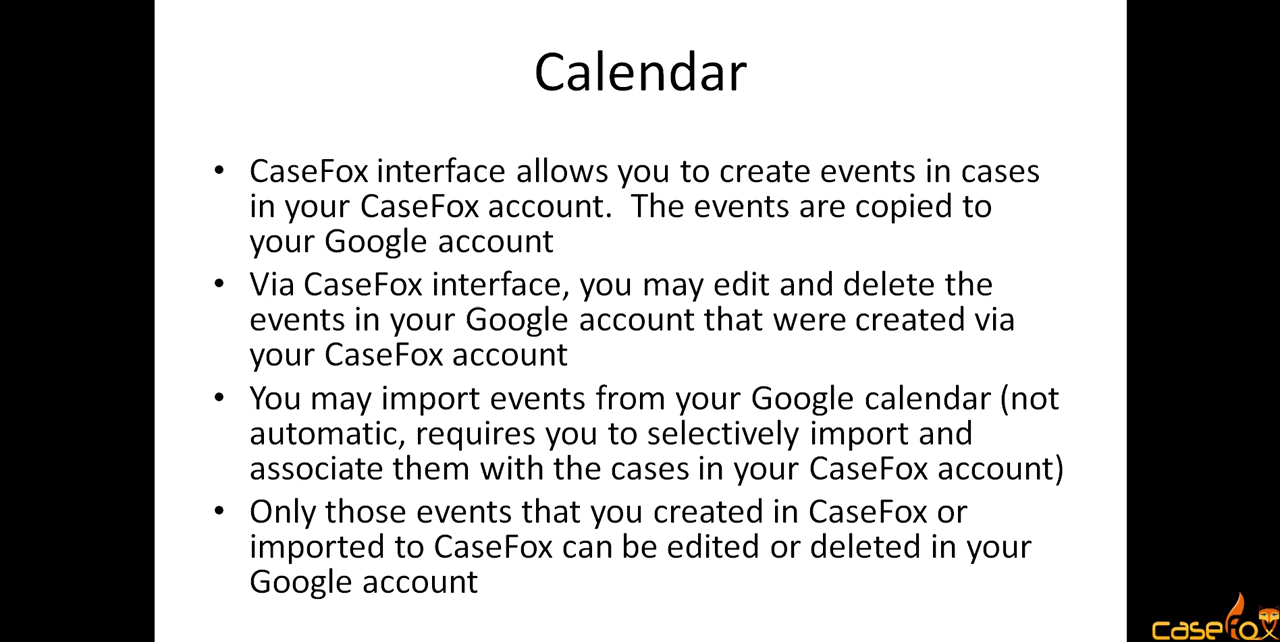 Calendar
• CaseFox interface allows you to create events in cases
in your CaseFox account.  The events are copied to
your Google account
• Via CaseFox interface, you may edit and delete the
events in your Google account that were created via
your CaseFox account
• You may import events from your Google calendar (not
automatic, requires you to selectively import and
associate them with the cases in your CaseFox account)
• Only those events that you created in CaseFox or
imported to CaseFox can be edited or deleted in your
Google account
casefox